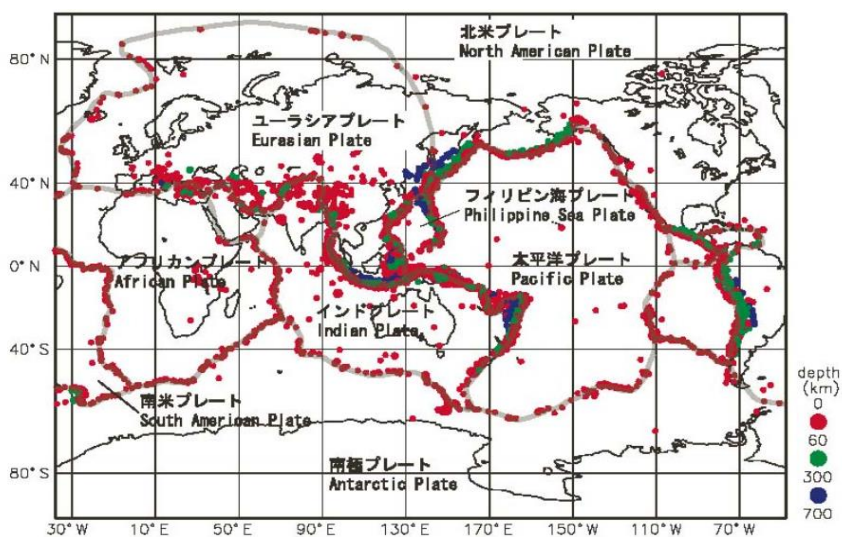 北米プレート
North American Plate
80° N
ユーラシアプレート
Eurasian Plate
40° N
フィリピン海プレート
Philippine Sea Plate
0° N
アフリカンプレート
African Plate
太平洋プレート
Pacific Plate
インドプレート
Indian Plate
40° S
南米プレート
South American Plate
南極プレート
Antarctic Plate
80° S
30° W
10° E
50° E
90° E
130° E
170° E
150° W
110° W
70° W
depth
(km)
0
60
300
700